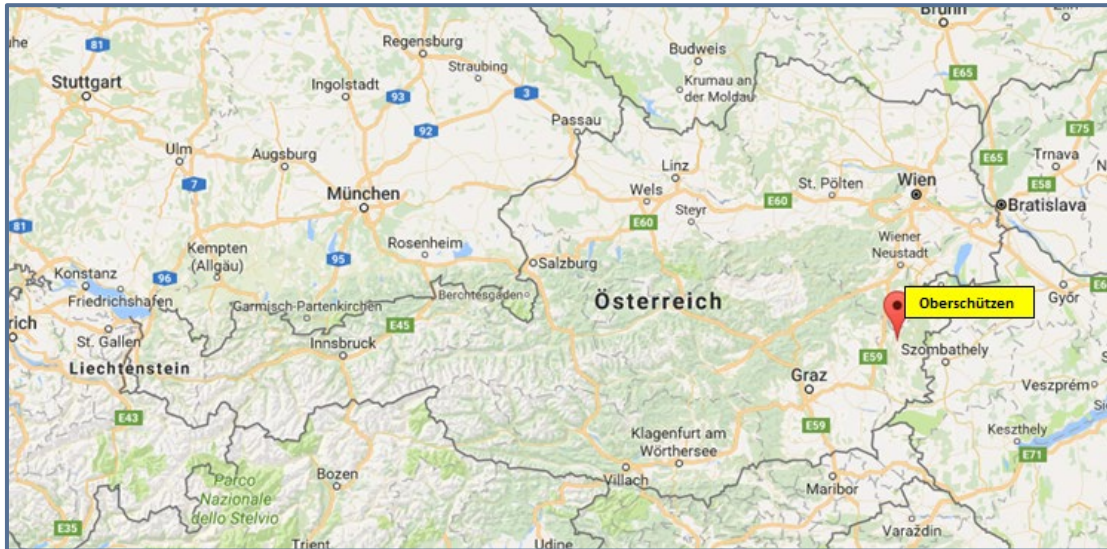 Brünn
81
Regensburg
Budweis
Stuttgart
Straubing
Ingolstadt
93
3
Krumau an
der Moldau
E65
E75
92
Passau
Ulm
Augsburg
Linz
E65
Trnava
7
München
Wels
St. Pölten
Wien
E58
E60
Steyr
E60
Bratislava
81
Kempten
(Allgäu)
95
Rosenheim
Wiener
Neustadt
Konstanz
96
Salzburg
Friedrichshafen
Garmisch-Partenkirchen
Berchtesgaden
Österreich
Oberschützen
Győr
St. Gallen
E45
Innsbruck
Liechtenstein
E59
Szombathely
Graz
Veszprém
E43
E59
Keszthely
Klagenfurt am
Wörthersee
E71
Bozen
Villach
Parco
Nazionale
dello Stelvio
Maribor
E35
Trient
Udine
Varaždin